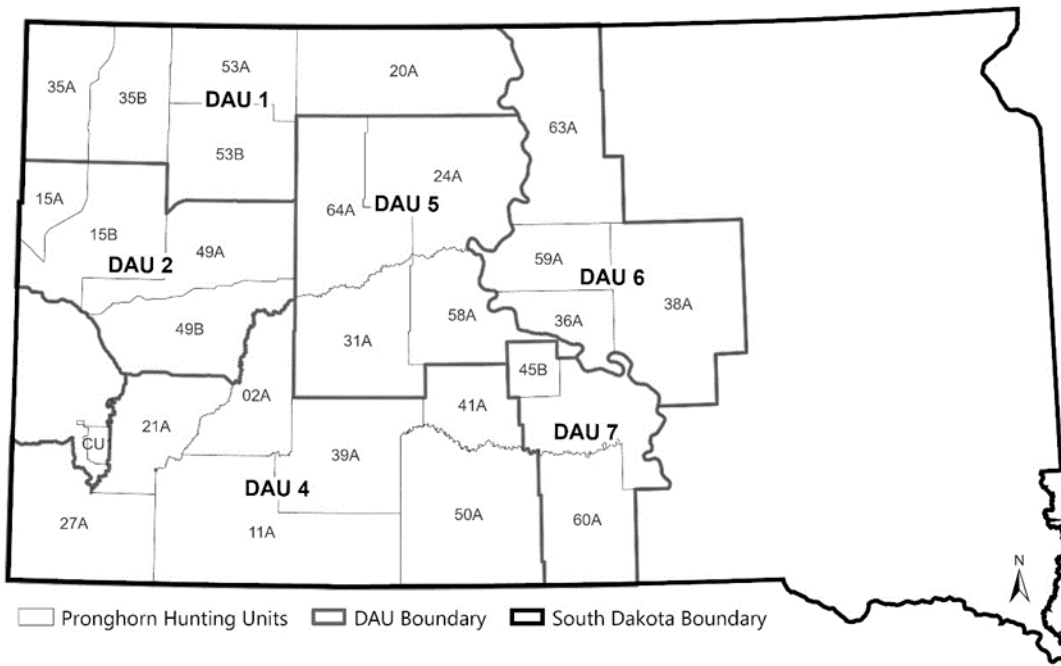 20A
53A
35A
35B
DAU 1
63A
53B
24A
15A
DAU 5
64A
15B
49A
59A
DAU 2
DAU 6
38A
58A
36A
49B
31A
45B
02A
41A
21A
DAU 7
CU
39A
DAU 4
50A
60A
27A
11A
N
Pronghorn Hunting Units DAU Boundary South Dakota Boundary